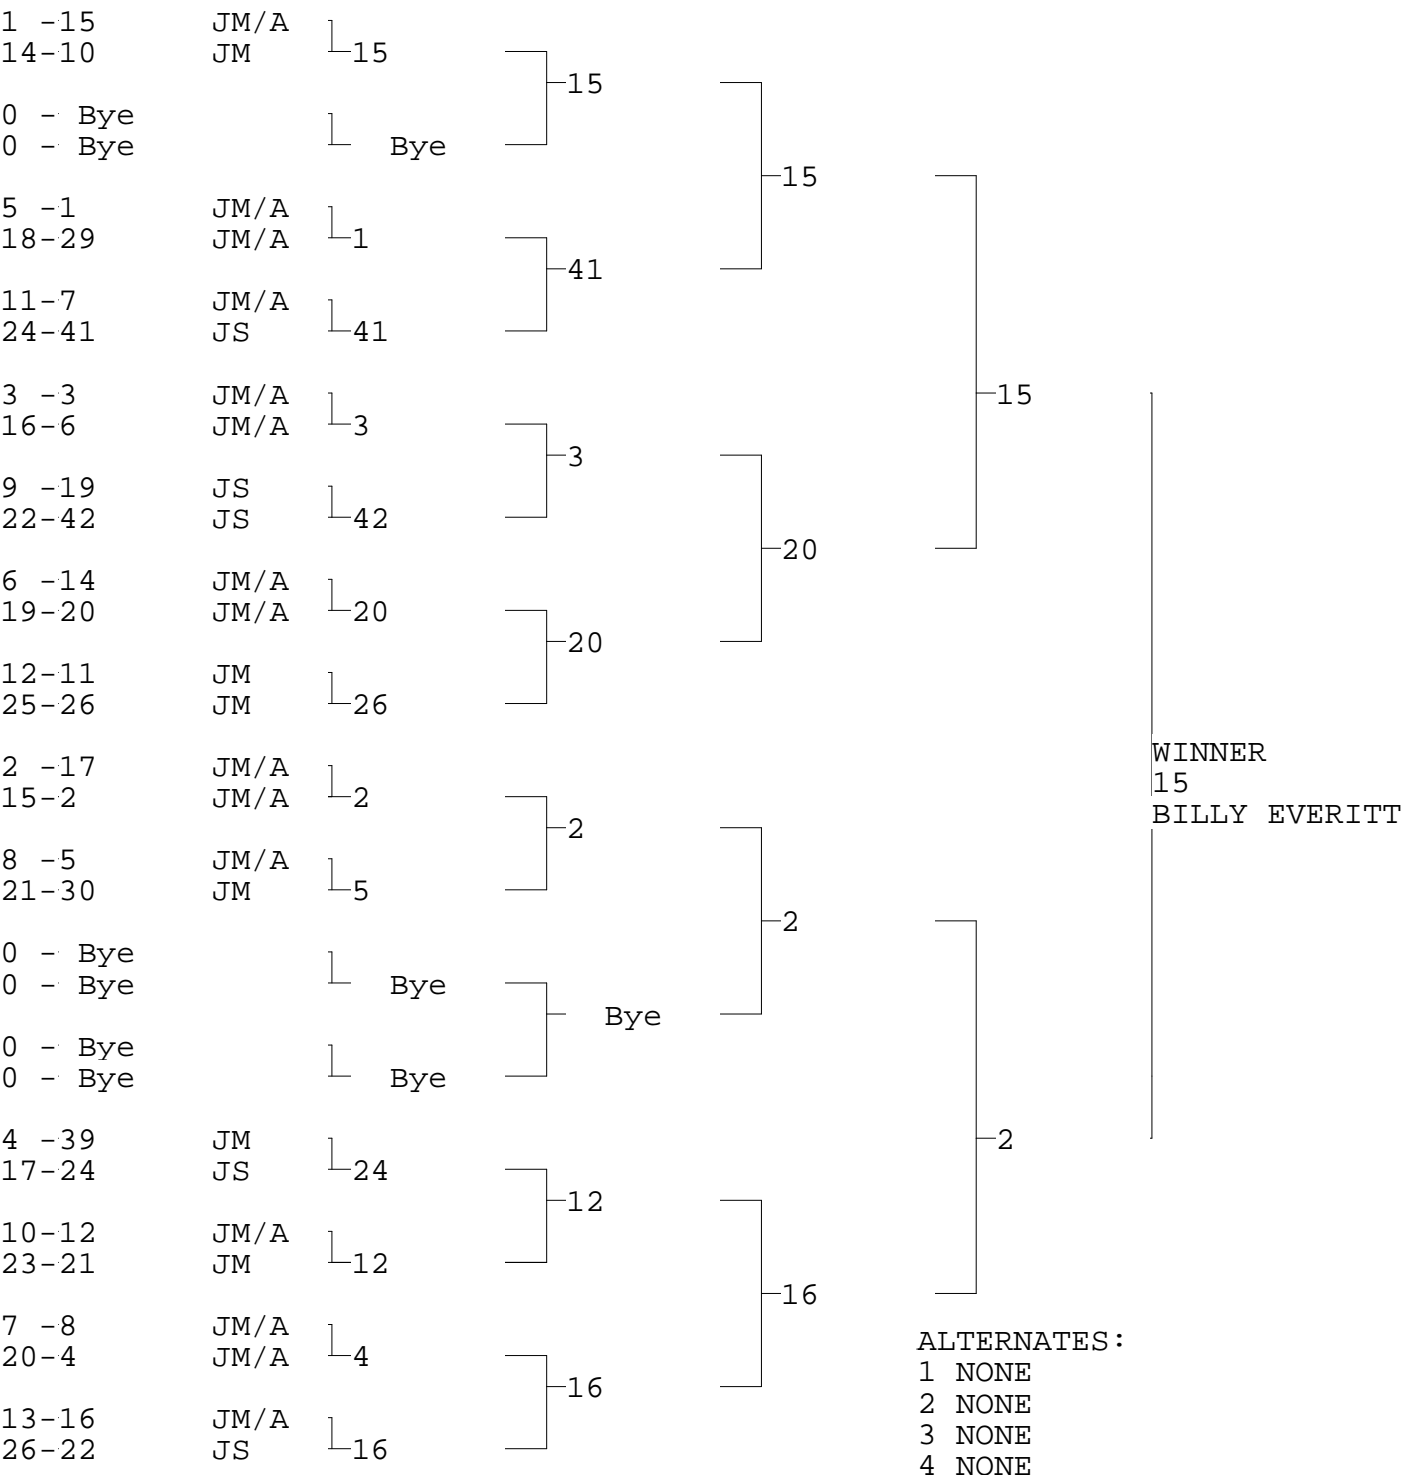 1 -15 JM/A
14-10 JM 15
15
0 - Bye
0 - Bye Bye
15
5 -1 JM/A
18-29 JM/A 1
41
11-7 JM/A
24-41 JS 41
3 -3 JM/A 15
16-6 JM/A 3
3
9 -19 JS
22-42 JS 42
20
6 -14 JM/A
19-20 JM/A 20
20
12-11 JM
25-26 JM 26
WINNER
2 -17 JM/A
15
15-2 JM/A 2
BILLY EVERITT
2
8 -5 JM/A
21-30 JM 5
2
0 - Bye
0 - Bye Bye
Bye
0 - Bye
0 - Bye Bye
4 -39 JM 2
17-24 JS 24
12
10-12 JM/A
23-21 JM 12
16
7 -8 JM/A
20-4 JM/A 4
16
13-16 JM/A
26-22 JS 16
ALTERNATES:
1 NONE
2 NONE
3 NONE
4 NONE